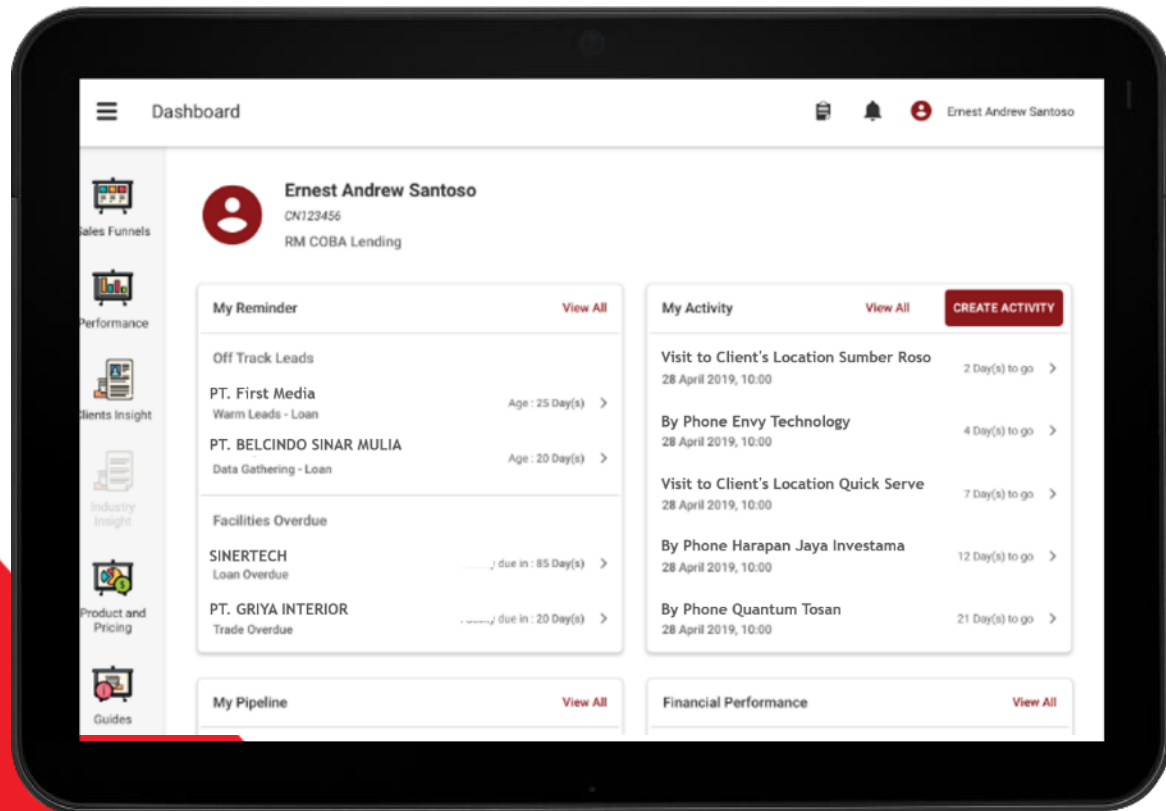 Dashboard
Ernest Andrew Santoso
Sales Funnels
Performance
Clients Insight
Industry
Insight
Product and
Pricing
Guides
Ernest Andrew Santoso
CN123456
RM COBA Lending
My Reminder View All
Off Track Leads
PT. First Media
Warm Leads - Loan
Age : 25 Day(s)
PT. BELCINDO SINAR MULIA
Data Gathering - Loan
Age : 20 Day(s)
Facilities Overdue
SINERTECH
Loan Overdue
due in : 85 Day(s)
PT. GRIYA INTERIOR
Trade Overdue
due in : 20 Day(s)
My Activity View All CREATE ACTIVITY
Visit to Client's Location Sumber Roso
28 April 2019, 10:00
2 Day(s) to go
By Phone Envy Technology
28 April 2019, 10:00
4 Day(s) to go
Visit to Client's Location Quick Serve
28 April 2019, 10:00
7 Day(s) to go
By Phone Harapan Jaya Investama
28 April 2019, 10:00
12 Day(s) to go
By Phone Quantum Tosan
28 April 2019, 10:00
21 Day(s) to go
My Pipeline View All
Financial Performance View All